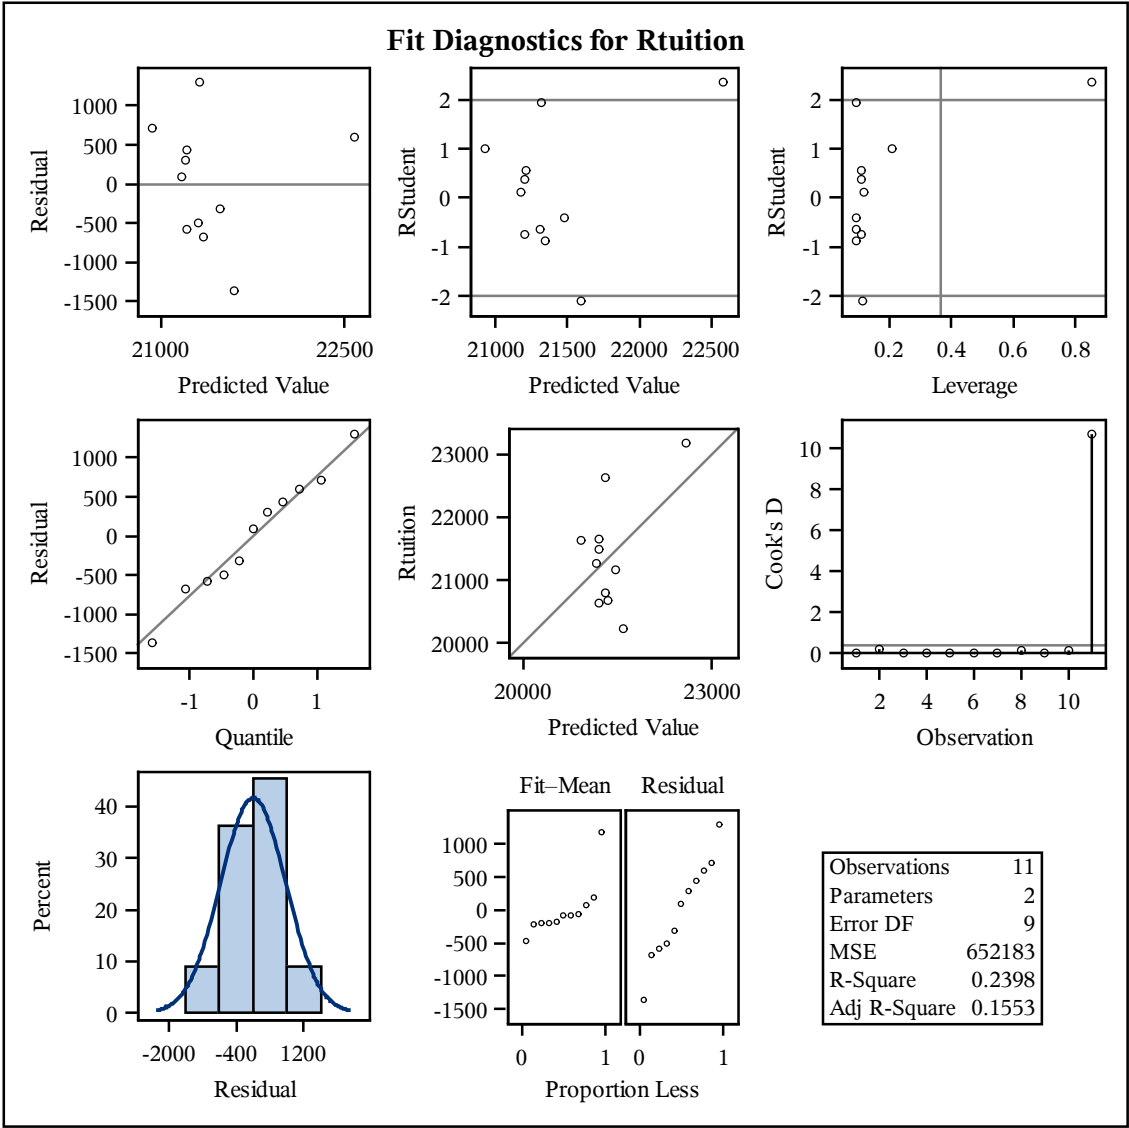 Fit Diagnostics for Rtuition
1000
500
0
-500
-1000
-1500
Residual
21000 22500
Predicted Value
2
1
0
-1
-2
RStudent
21000 21500 22000 22500
Predicted Value
2
1
0
-1
-2
RStudent
0.2 0.4 0.6 0.8
Leverage
1000
500
0
-500
-1000
-1500
Residual
-1 0 1
Quantile
23000
22000
21000
20000
Rtuition
20000 23000
Predicted Value
10
8
6
4
2
0
Cook's D
2 4 6 8 10
Observation
40
30
20
10
0
Percent
-2000 -400 1200
Residual
Fit–Mean Residual
1000
500
0
-500
-1000
-1500
0 1 0 1
Proportion Less
Observations 11
Parameters 2
Error DF 9
MSE 652183
R-Square 0.2398
Adj R-Square 0.1553